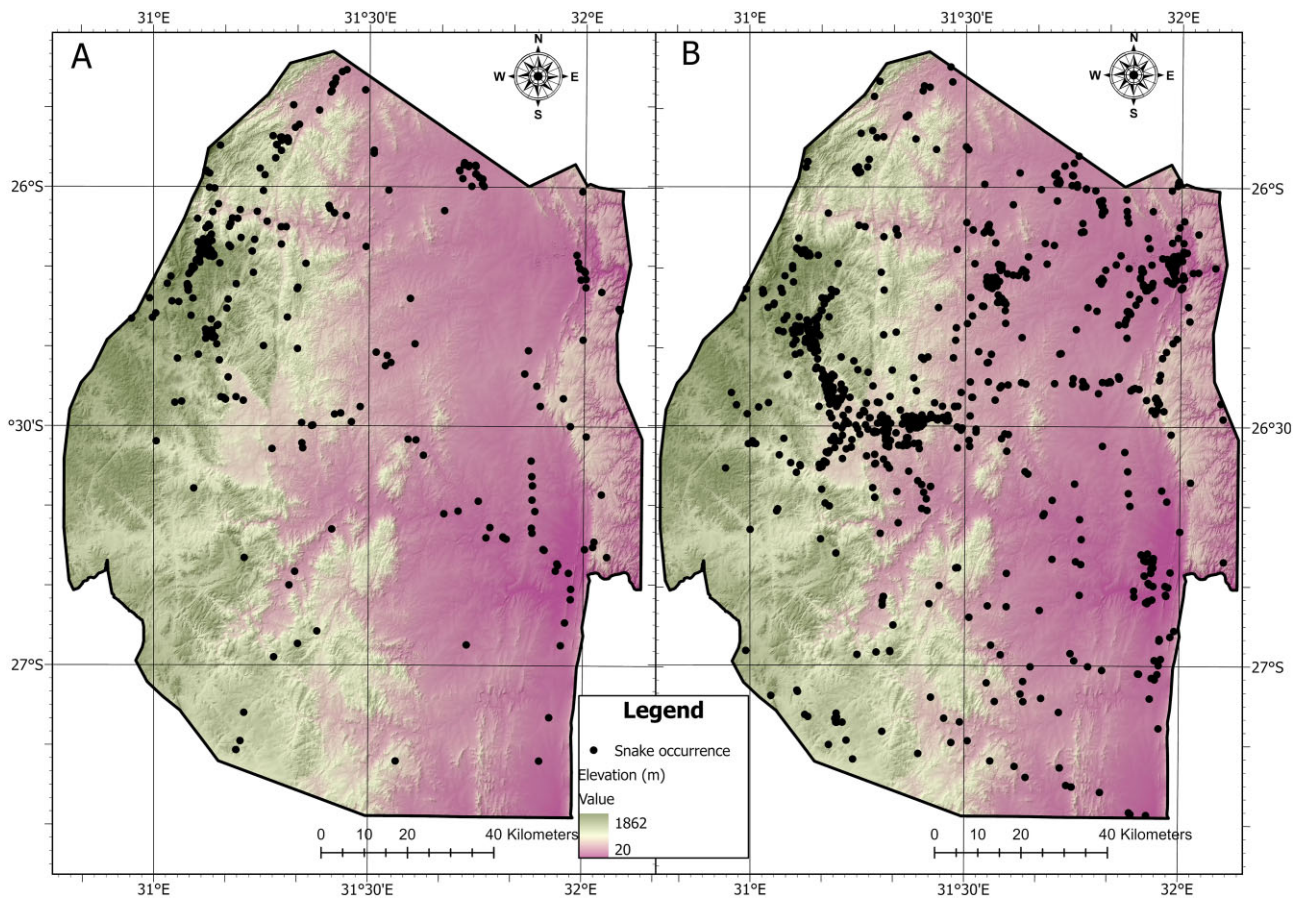 31°E 31°30'E 32°E 31°E 31°30'E 32°E
A
N
W E
S
B
N
W E
S
26°S 26°S
°30'S 26°30
27°S 27°S
Legend
Snake occurrence
Elevation (m)
Value
1862
20
0 10 20 40 Kilometers
0 10 20 40 Kilometers
31°E 31°30'E 32°E 31°E 31°30'E 32°E